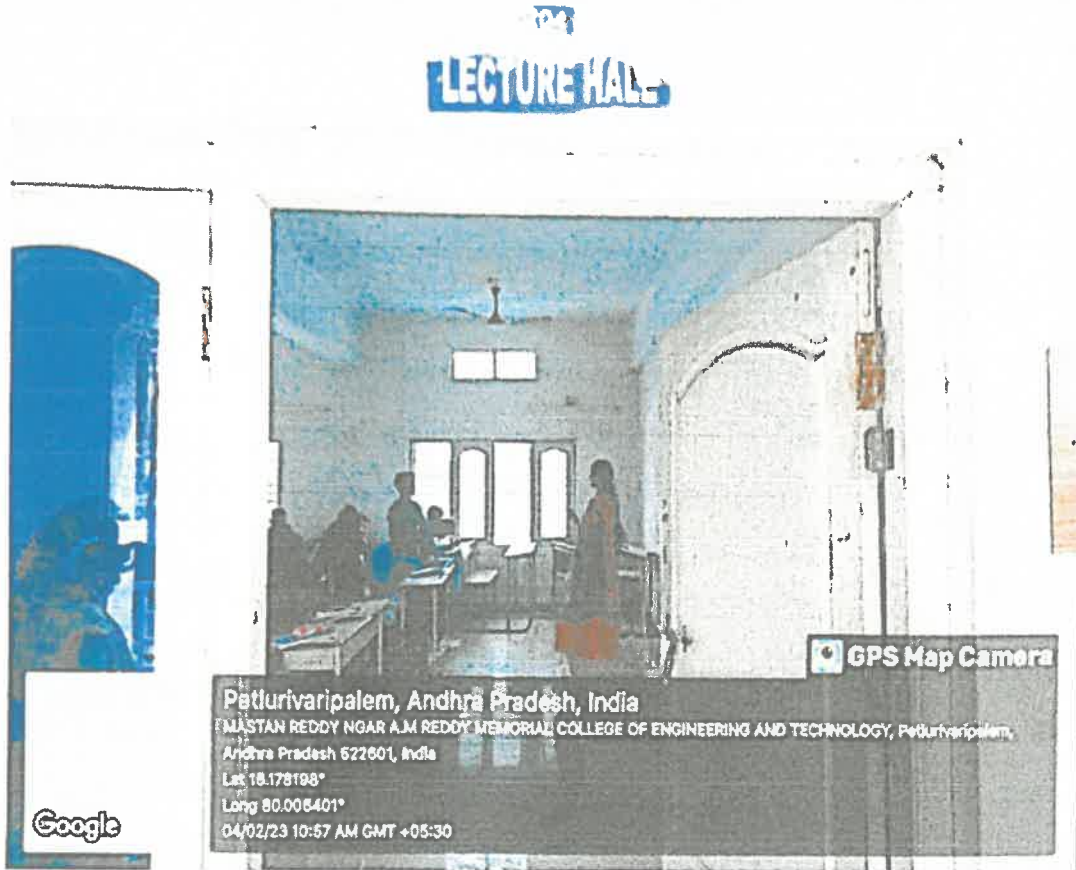 LECTURE HALL
GPS Map Camera
Petlurivaripalem, Andhra Pradesh, India
MASTAN REDDY NGAR A.M REDDY MEMORIAL COLLEGE OF ENGINEERING AND TECHNOLOGY, Petlurivaripalem,
Andhra Pradesh 522601, India
Lat 16.178198°
Long 80.006401°
04/02/23 10:57 AM GMT +05:30
Google